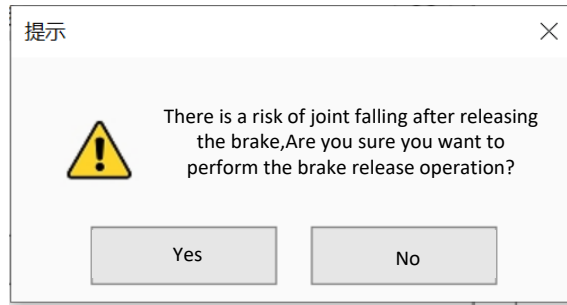 提示
There is a risk of joint falling after releasing
the brake,Are you sure you want to
perform the brake release operation?
Yes
No